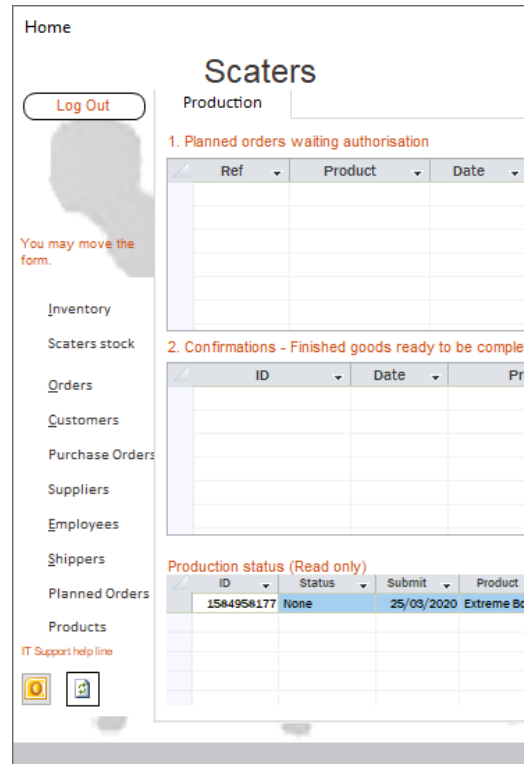 Home
Scaters
Log Out
Production
1. Planned orders waiting authorisation
Ref Product Date
You may move the
form.
Inventory
Scaters stock
2. Confirmations - Finished goods ready to be comple
ID Date Pr
Orders
Customers
Purchase Orders
Suppliers
Employees
Shippers
Planned Orders
Products
IT Support help line
Production status (Read only)
ID Status Submit Product
1584958177 None 25/03/2020 Extreme Bo